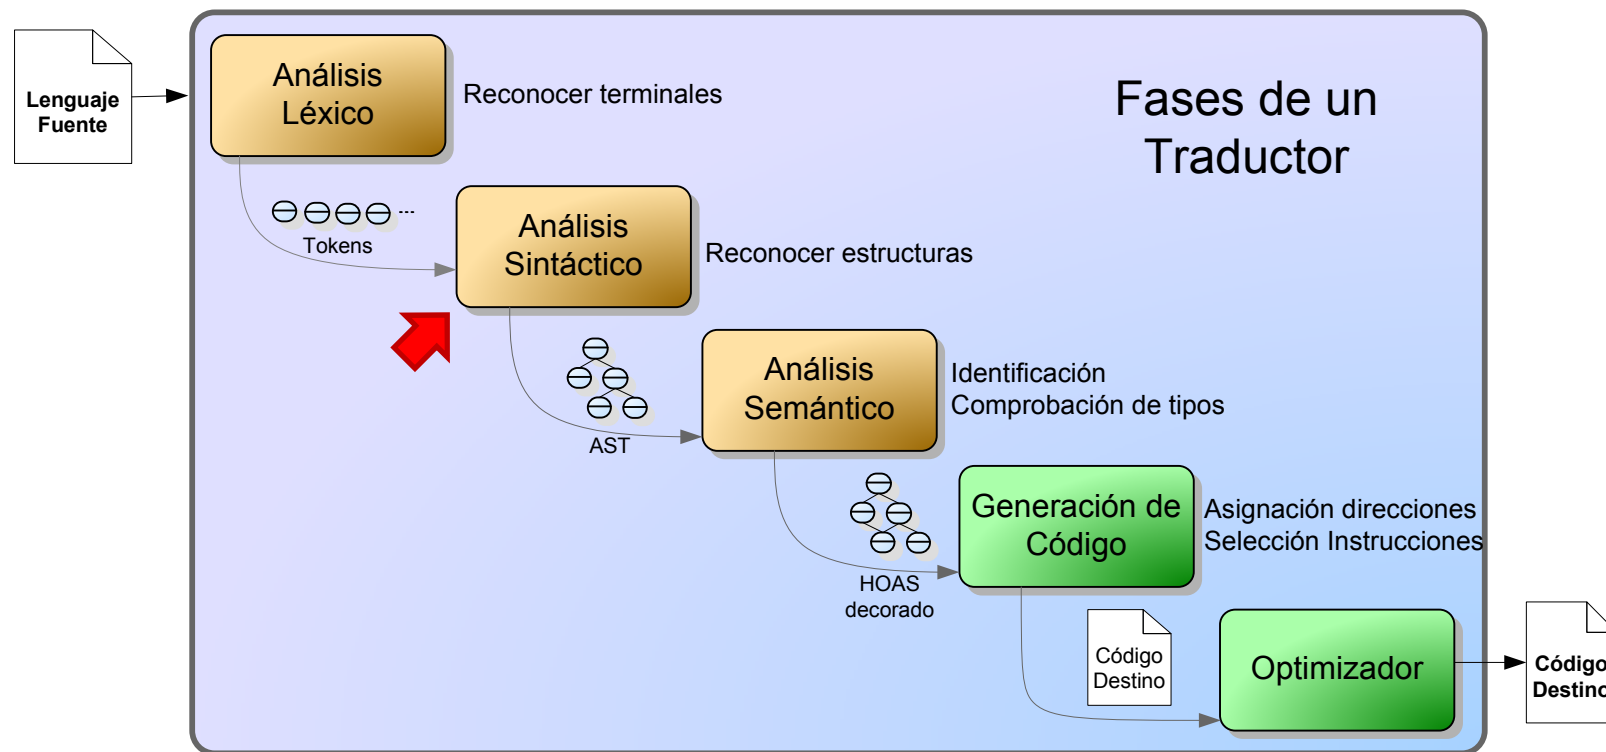 Lenguaje
Fuente
Análisis
Léxico
Reconocer terminales
Fases de un
Traductor
Tokens
Análisis
Sintáctico
Reconocer estructuras
AST
Análisis
Semántico
Identificación
Comprobación de tipos
HOAS
decorado
Generación de
Código
Asignación direcciones
Selección Instrucciones
Código
Destino
Optimizador
Código
Destino